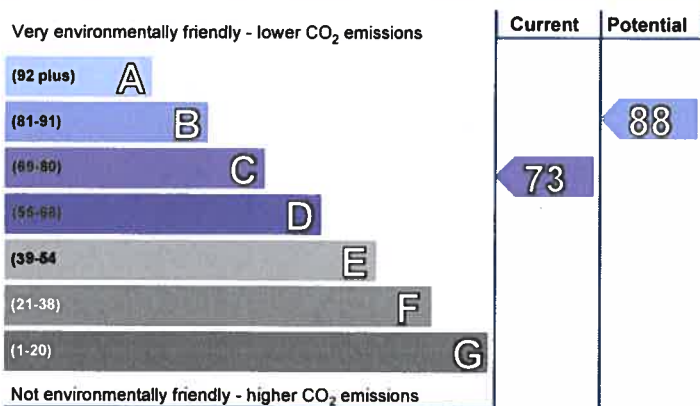 Current Potential
Very environmentally friendly - lower CO₂ emissions
(92 plus) A
(81-91) B
88
(69-80) C
73
(55-68) D
(39-54 E
(21-38) F
(1-20) G
Not environmentally friendly - higher CO₂ emissions